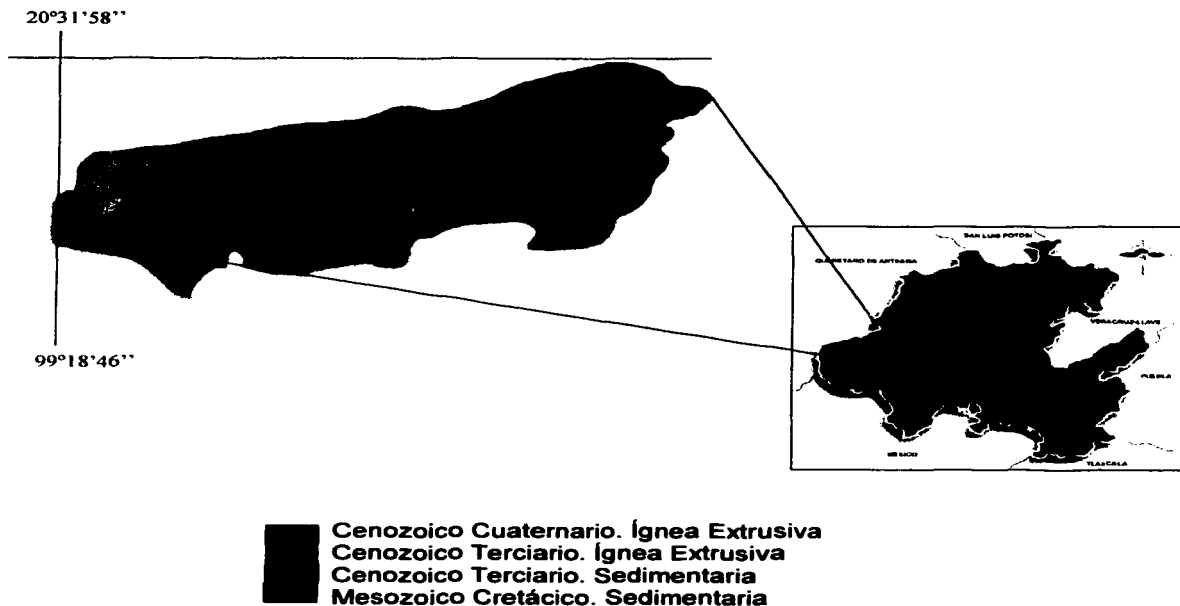 20°31'58''
99°18'46''
SAN LUIS POTOSI
QUERETARO DE ARTEAGA
VERACRUZ-LLAVE
PUEBLA
MEXICO
TLAXCALA
Cenozoico Cuaternario. Ígnea Extrusiva
Cenozoico Terciario. Ígnea Extrusiva
Cenozoico Terciario. Sedimentaria
Mesozoico Cretácico. Sedimentaria